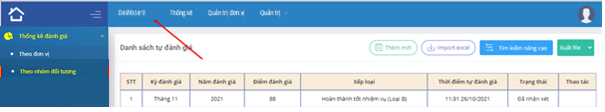 Dashboard Thống kê Quản trị đơn vị Quản trị
Thống kê đánh giá
Theo đơn vị
Theo nhóm đối tượng
Danh sách tự đánh giá
Thêm mới Import excel Tìm kiếm nâng cao Xuất file
STT Kỳ đánh giá Năm đánh giá Điểm đánh giá Xếp loại Thời điểm tự đánh giá Trạng thái Thao tác
1 Tháng 11 2021 88 Hoàn thành tốt nhiệm vụ (Loại B) 11:31 26/10/2021 Đã nhận xét